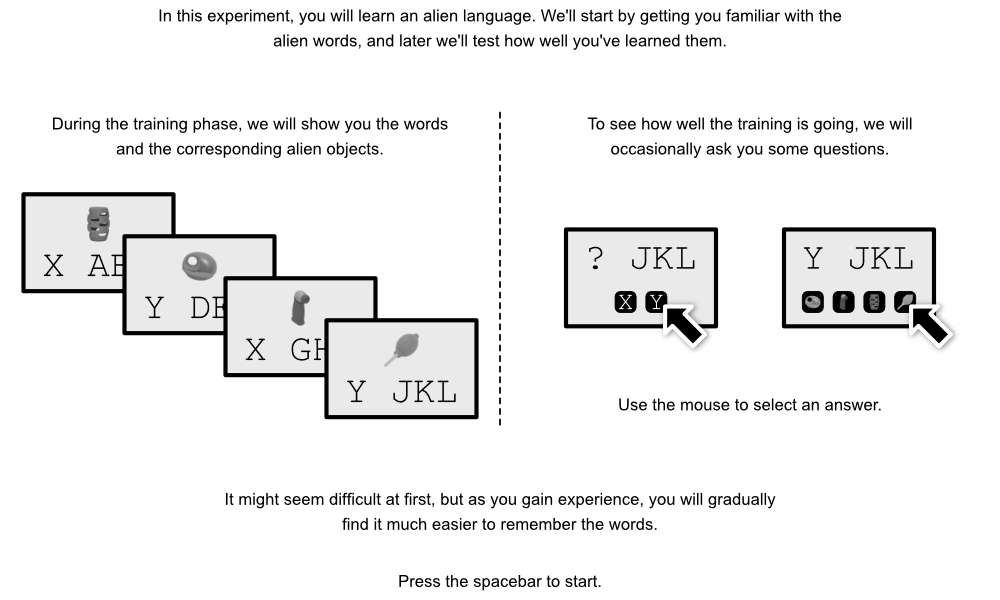 In this experiment, you will learn an alien language. We'll start by getting you familiar with the
alien words, and later we'll test how well you've learned them.
During the training phase, we will show you the words
and the corresponding alien objects.
X AB
Y DE
X GH
Y JKL
To see how well the training is going, we will
occasionally ask you some questions.
? JKL
X Y
Y JKL
Use the mouse to select an answer.
It might seem difficult at first, but as you gain experience, you will gradually
find it much easier to remember the words.
Press the spacebar to start.